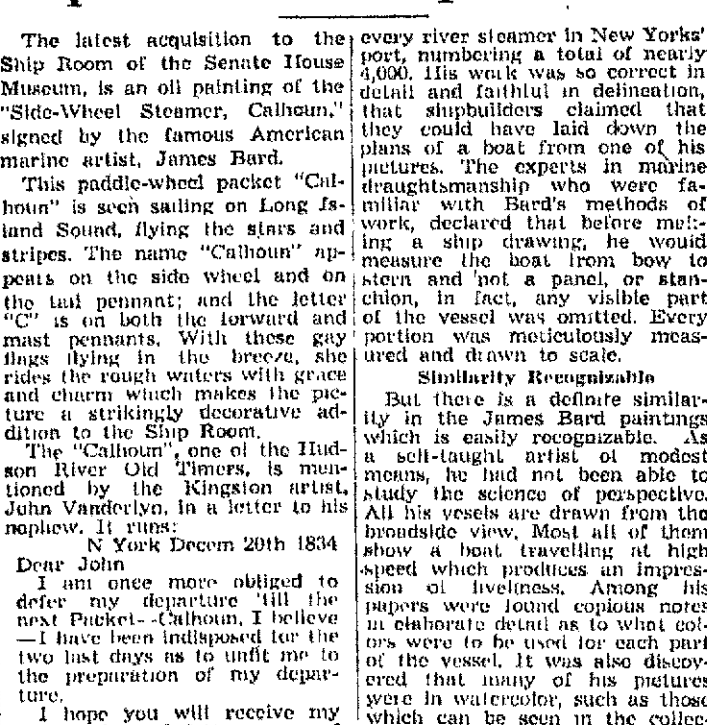 The latest acquisition to the
Ship Room of the Senate House
Museum, is an oil painting of the
"Side-Wheel Steamer, Calhoun,"
signed by the famous American
marine artist, James Bard.
This paddle-wheel packet "Cal-
houn" is seen sailing on Long Is-
land Sound, flying the stars and
stripes. The name "Calhoun" ap-
pears on the side wheel and on
the tail pennant; and the letter
"C" is on both the forward and
mast pennants. With these gay
flags flying in the breeze, she
rides the rough waters with grace
and charm which makes the pic-
ture a strikingly decorative ad-
dition to the Ship Room.
The "Calhoun", one of the Hud-
son River Old Timers, is men-
tioned by the Kingston artist,
John Vanderlyn, in a letter to his
nephew. It runs:
N York Decem 20th 1834
Dear John
I am once more obliged to
defer my departure 'till the
next Packet--Calhoun, I believe
—I have been indisposed for the
two last days as to unfit me to
the preparation of my depar-
ture.
I hope you will receive my
every river steamer in New Yorks'
port, numbering a total of nearly
4,000. His work was so correct in
detail and faithful in delineation,
that shipbuilders claimed that
they could have laid down the
plans of a boat from one of his
pictures. The experts in marine
draughtsmanship who were fa-
miliar with Bard's methods of
work, declared that before mak-
ing a ship drawing, he would
measure the boat from bow to
stern and not a panel, or stan-
chion, in fact, any visible part
of the vessel was omitted. Every
portion was meticulously meas-
ured and drawn to scale.
Similarity Recognizable
But there is a definite similar-
ity in the James Bard paintings
which is easily recognizable. As
a self-taught artist of modest
means, he had not been able to
study the science of perspective.
All his vesels are drawn from the
broadside view. Most all of them
show a boat travelling at high
speed which produces an impres-
sion of liveliness. Among his
papers were found copious notes
in elaborate detail as to what col-
ors were to be used for each part
of the vessel. It was also discov-
ered that many of his pictures
were in watercolor, such as those
which can be seen in the collec-